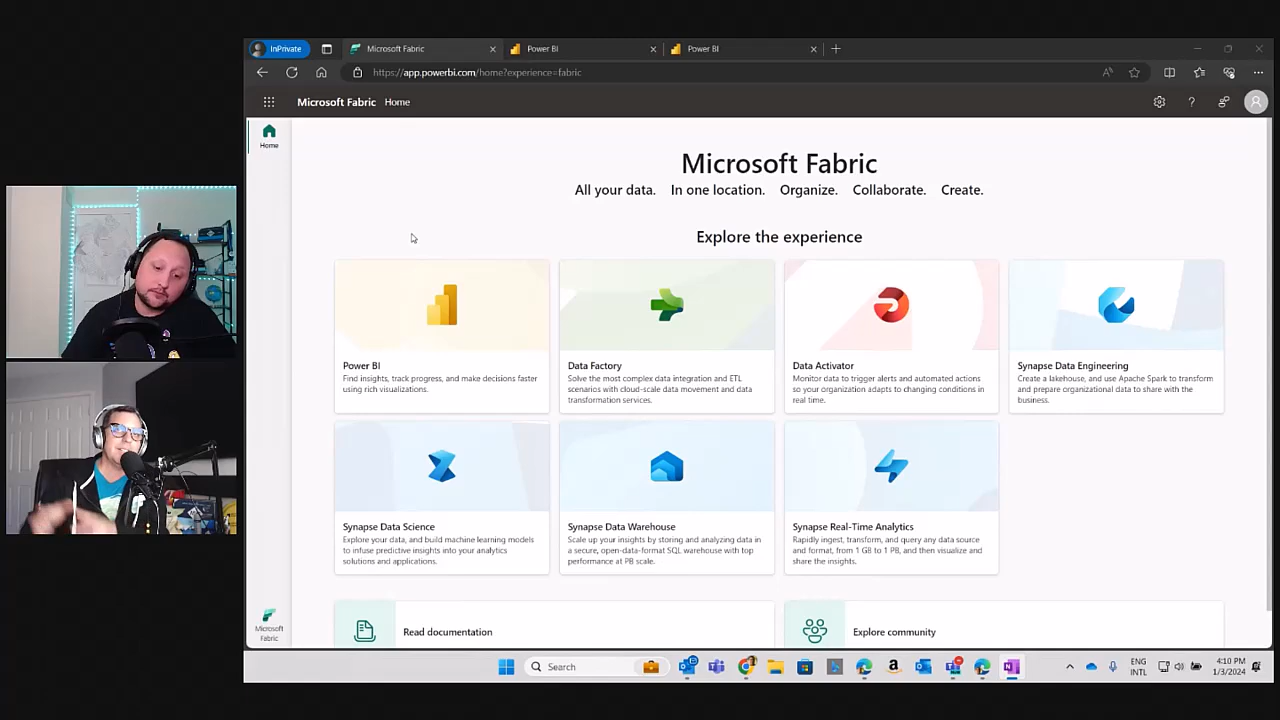 InPrivate
Microsoft Fabric
Power BI
Power BI
https://app.powerbi.com/home?experience=fabric
Microsoft Fabric Home
Home
Microsoft Fabric
All your data. In one location. Organize. Collaborate. Create.
Explore the experience
Power BI
Find insights, track progress, and make decisions faster
using rich visualizations.
Data Factory
Solve the most complex data integration and ETL
scenarios with cloud-scale data movement and data
transformation services.
Data Activator
Monitor data to trigger alerts and automated actions
so your organization adapts to changing conditions in
real time.
Synapse Data Engineering
Create a lakehouse, and use Apache Spark to transform
and prepare organizational data to share with the
business.
Synapse Data Science
Explore your data, and build machine learning models
to infuse predictive insights into your analytics
solutions and applications.
Synapse Data Warehouse
Scale up your insights by storing and analyzing data in
a secure, open-data-format SQL warehouse with top
performance at PB scale.
Synapse Real-Time Analytics
Rapidly ingest, transform, and query any data source
and format, from 1 GB to 1 PB, and then visualize and
share the insights.
Microsoft
Fabric
Read documentation
Explore community
Search
ENG
INTL
4:10 PM
1/3/2024